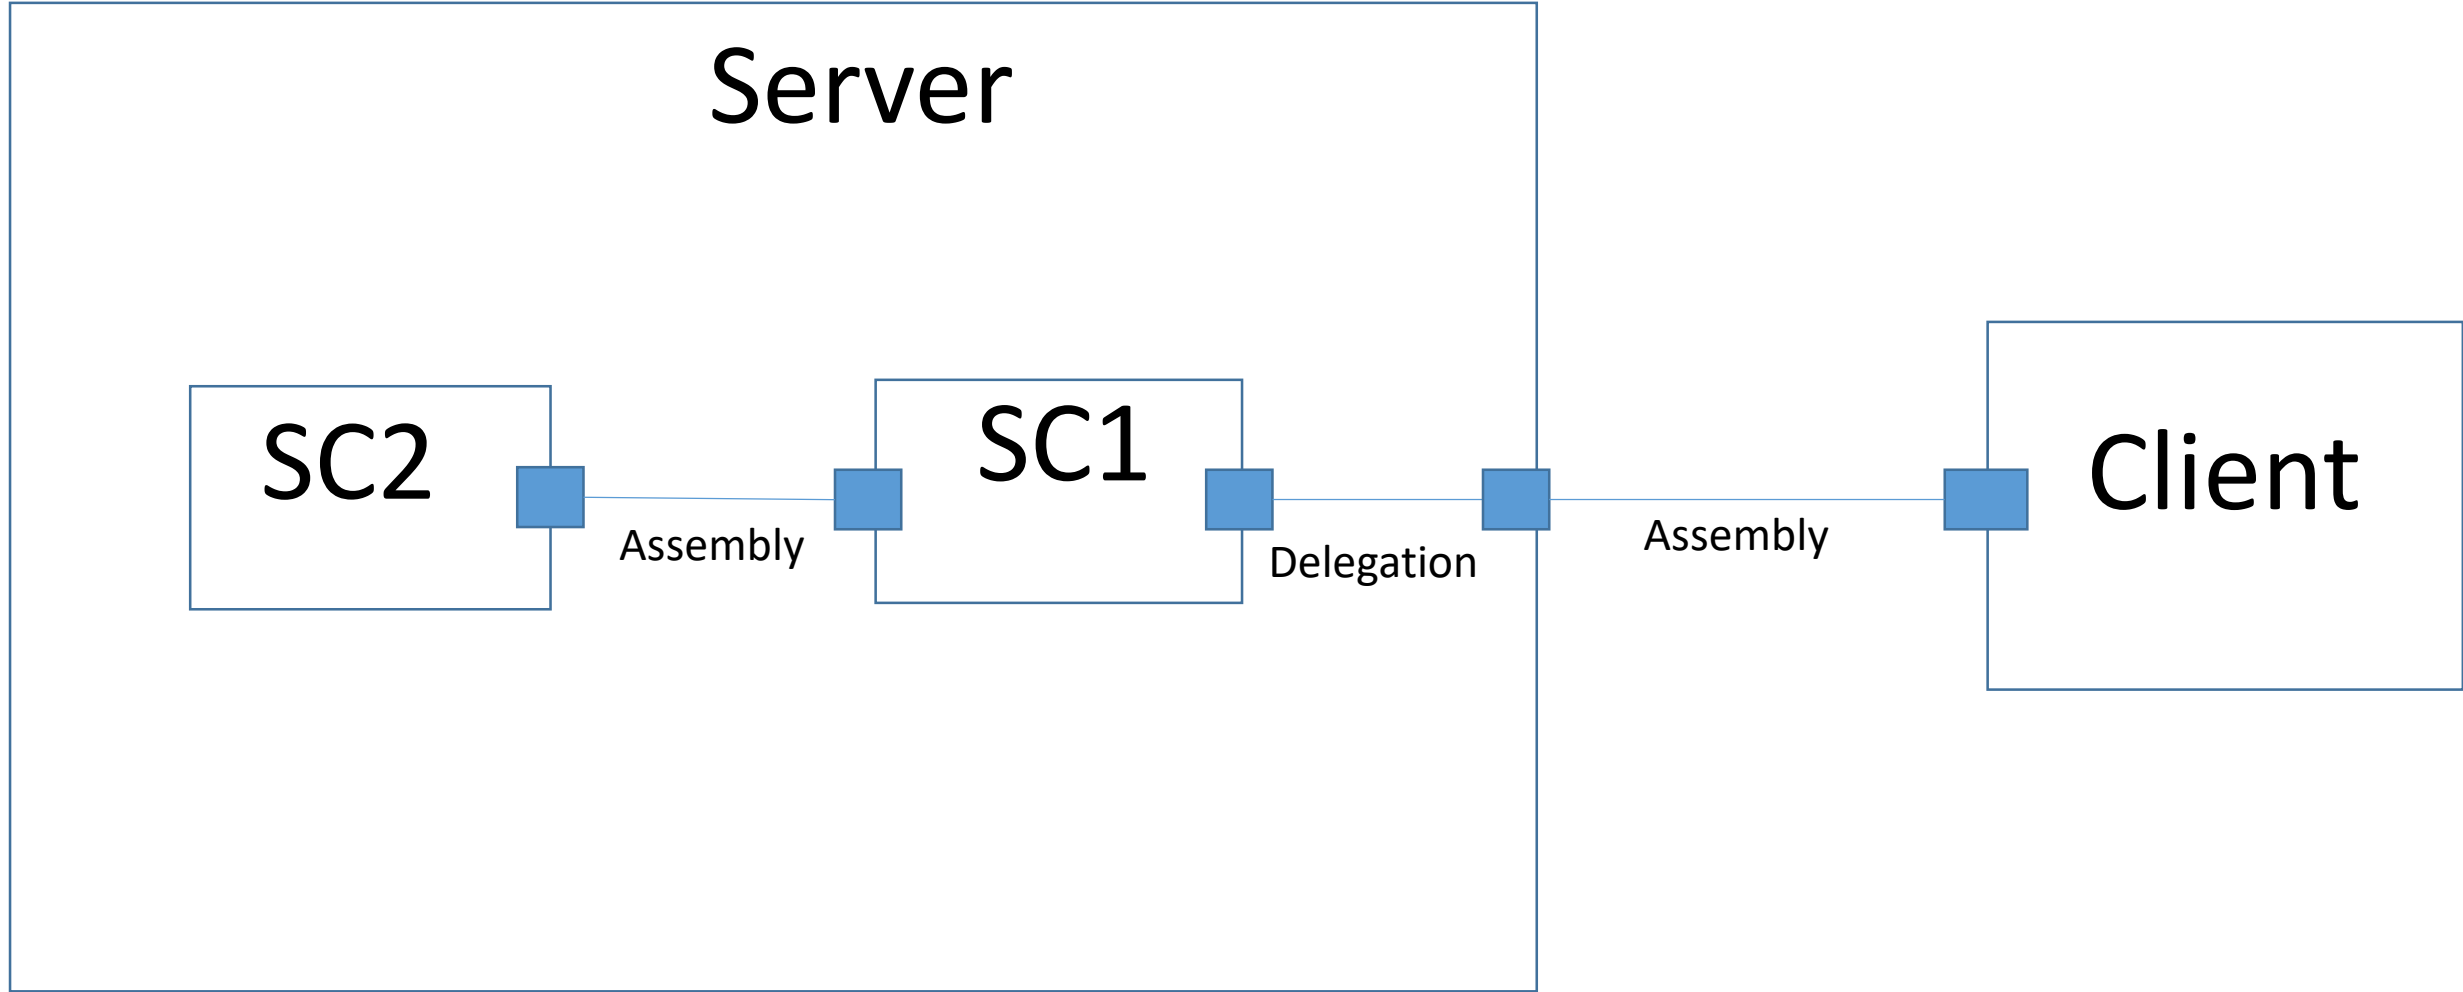 Server
SC2
SC1
Client
Assembly
Delegation
Assembly